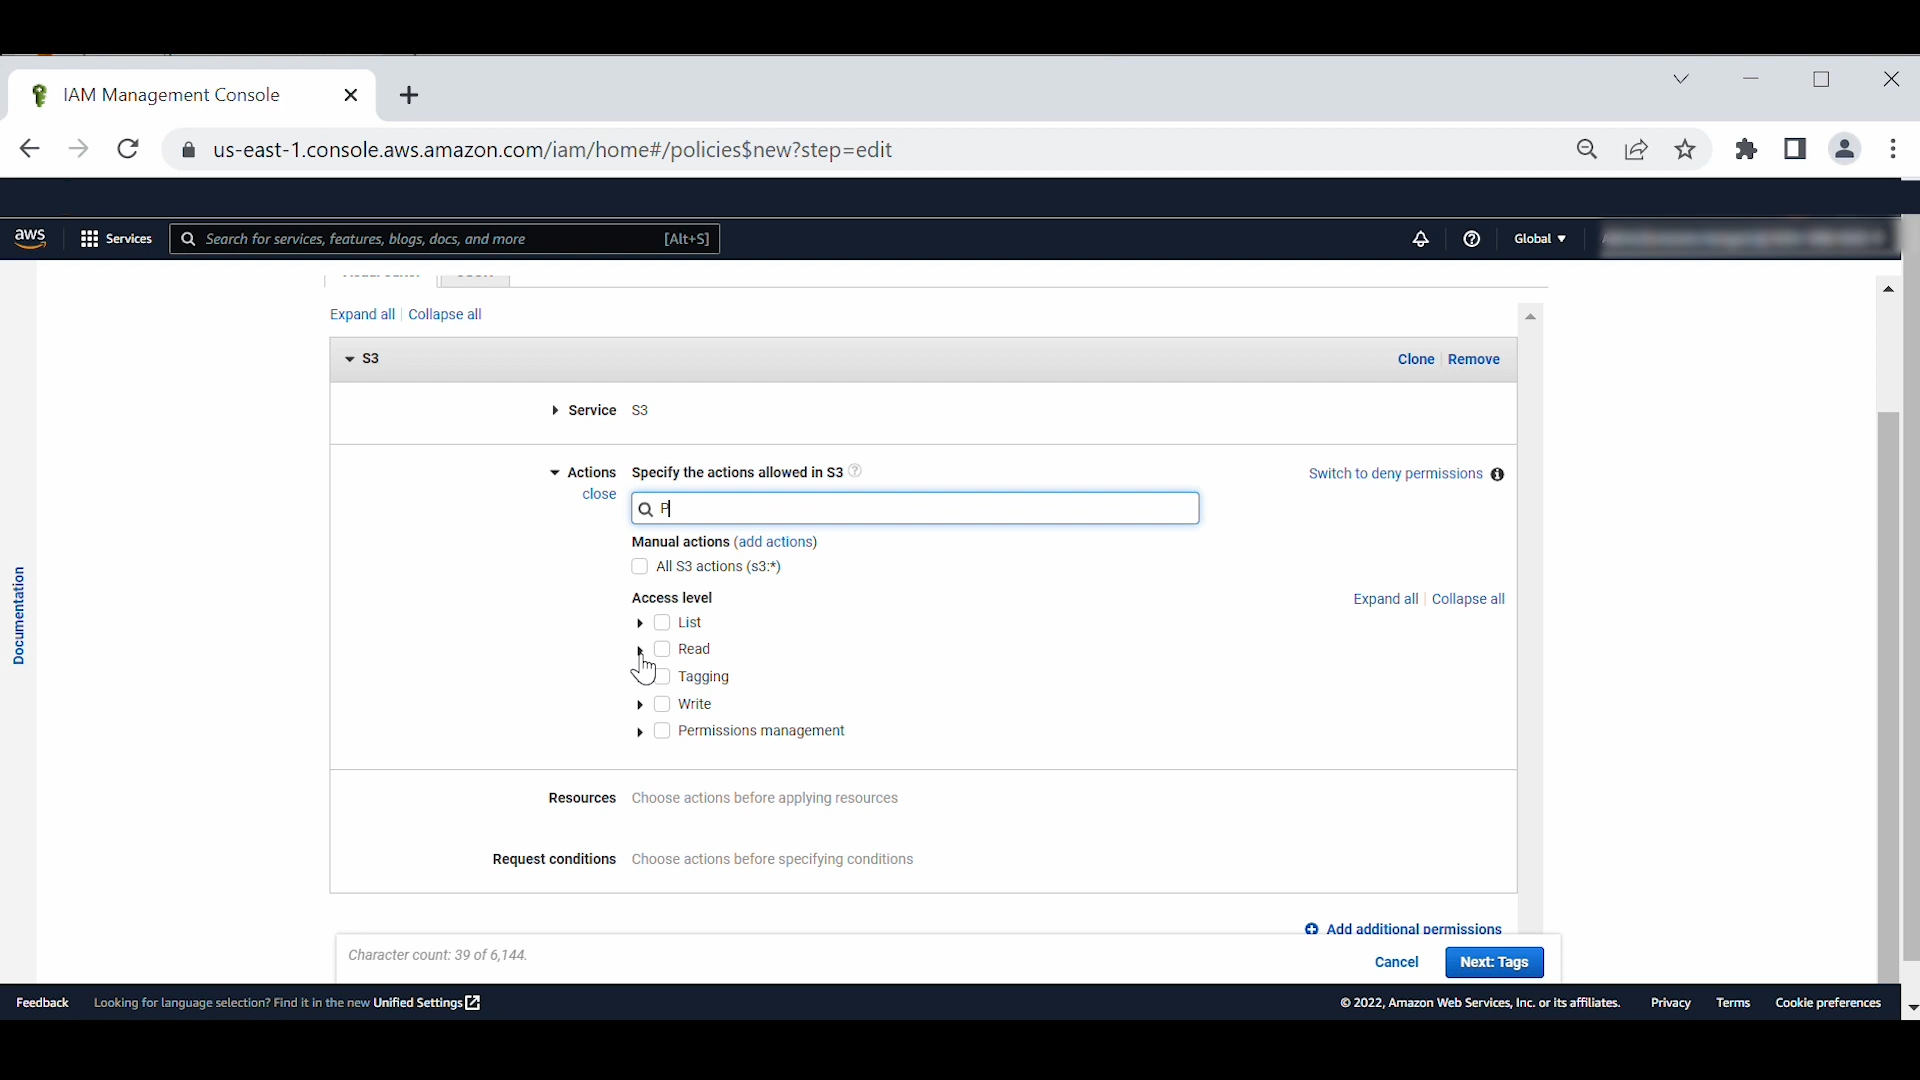 IAM Management Console
us-east-1.console.aws.amazon.com/iam/home#/policies$new?step=edit
aws Services Search for services, features, blogs, docs, and more [Alt+S] Global
Expand all Collapse all
S3 Clone Remove
Service S3
Actions Specify the actions allowed in S3 Switch to deny permissions
close
P
Manual actions (add actions)
All S3 actions (s3:*)
Access level Expand all Collapse all
List
Read
Tagging
Write
Permissions management
Resources Choose actions before applying resources
Request conditions Choose actions before specifying conditions
Add additional permissions
Character count: 39 of 6,144.
Cancel Next: Tags
Documentation
Feedback Looking for language selection? Find it in the new Unified Settings © 2022, Amazon Web Services, Inc. or its affiliates. Privacy Terms Cookie preferences